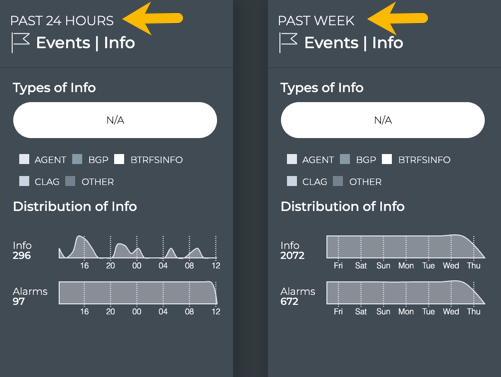 PAST 24 HOURS
Events | Info
Types of Info
N/A
AGENT BGP BTRFSINFO
CLAG OTHER
Distribution of Info
Info
296
16 20 00 04 08 12
Alarms
97
16 20 00 04 08 12
PAST WEEK
Events | Info
Types of Info
N/A
AGENT BGP BTRFSINFO
CLAG OTHER
Distribution of Info
Info
2072
Fri Sat Sun Mon Tue Wed Thu
Alarms
672
Fri Sat Sun Mon Tue Wed Thu